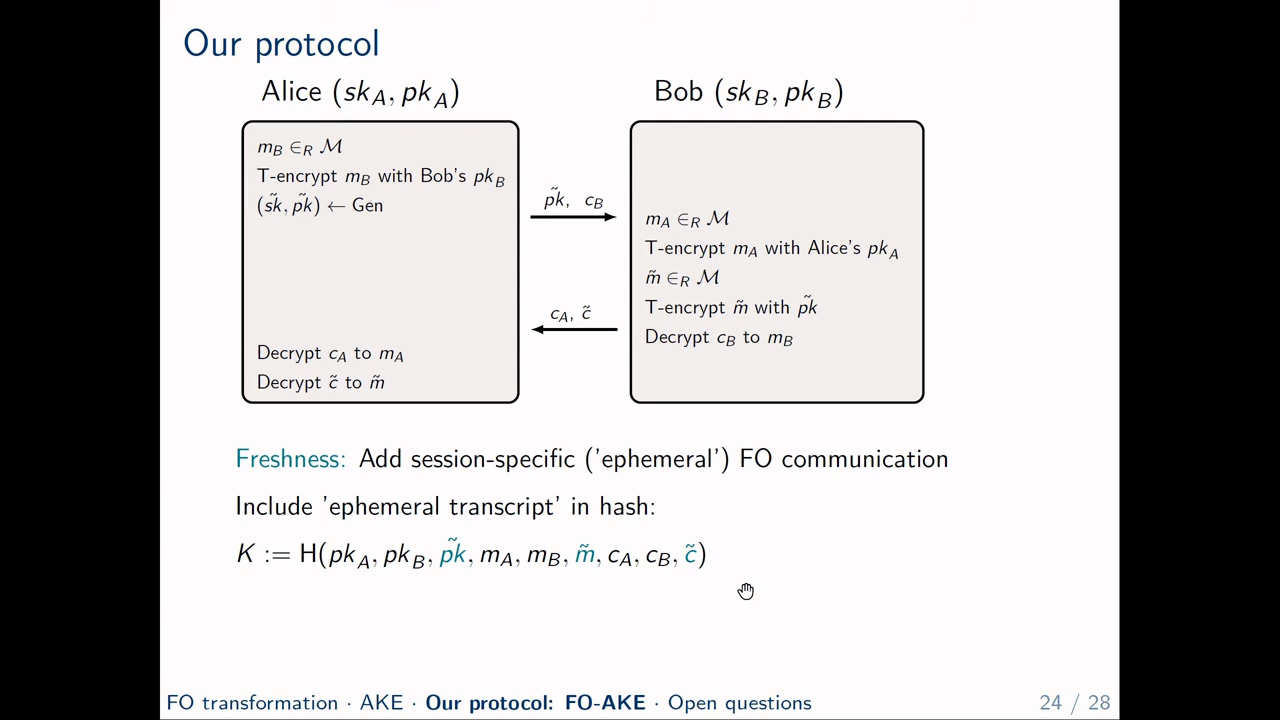 Our protocol
Alice (sk_A, pk_A)
m_B ∈_R ℳ
T-encrypt m_B with Bob's pk_B
(s̃k, p̃k) ← Gen
Decrypt c_A to m_A
Decrypt c̃ to m̃
p̃k, c_B
c_A, c̃
Bob (sk_B, pk_B)
m_A ∈_R ℳ
T-encrypt m_A with Alice's pk_A
m̃ ∈_R ℳ
T-encrypt m̃ with p̃k
Decrypt c_B to m_B
Freshness: Add session-specific ('ephemeral') FO communication
Include 'ephemeral transcript' in hash:
K := H(pk_A, pk_B, p̃k, m_A, m_B, m̃, c_A, c_B, c̃)
FO transformation · AKE · Our protocol: FO-AKE · Open questions 24 / 28